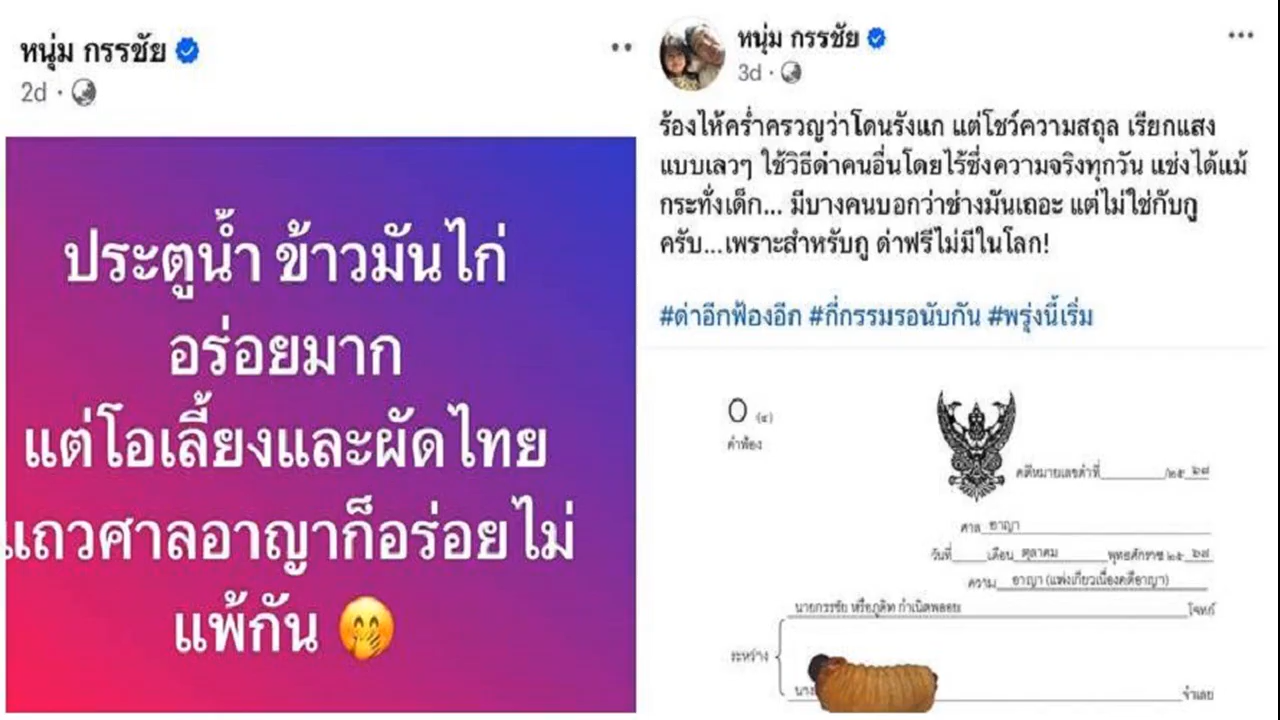 หนุ่ม กรรชัย
2d
ประตูน้ำ ข้าวมันไก่
อร่อยมาก
แต่โอเลี้ยงและผัดไทย
แถวศาลอาญาก็อร่อยไม่
แพ้กัน 🤭
หนุ่ม กรรชัย
3d
ร้องไห้คร่ำครวญว่าโดนรังแก แต่โชว์ความสถุล เรียกแสง
แบบเลวๆ ใช้วิธีด่าคนอื่นโดยไร้ซึ่งความจริงทุกวัน แช่งได้แม้
กระทั่งเด็ก... มีบางคนบอกว่าช่างมันเถอะ แต่ไม่ใช่กับกู
ครับ...เพราะสำหรับกู ด่าฟรีไม่มีในโลก!
#ด่าอีกฟ้องอีก #กี่กรรมรอนับกัน #พรุ่งนี้เริ่ม
O (๔)
คำฟ้อง
คดีหมายเลขดำที่ /๒๕ ๖๘
ศาล อาญา
วันที่ เดือน ตุลาคม พุทธศักราช ๒๕ ๖๘
ความ อาญา (แพ่งเกี่ยวเนื่องคดีอาญา)
นายกรรชัย หรือภูดิท กำเนิดพลอย โจทก์
ระหว่าง
นาง จำเลย